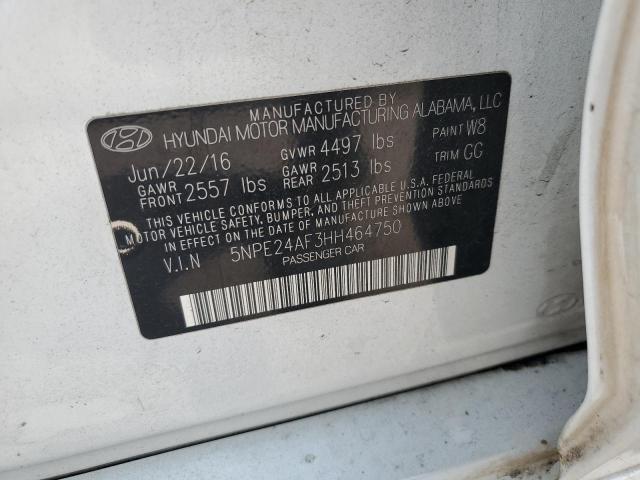 MANUFACTURED BY
HYUNDAI MOTOR MANUFACTURING ALABAMA, LLC
Jun/22/16 GVWR 4497 lbs PAINT W8
GAWR FRONT 2557 lbs GAWR REAR 2513 lbs TRIM GG
THIS VEHICLE CONFORMS TO ALL APPLICABLE U.S.A. FEDERAL
MOTOR VEHICLE SAFETY, BUMPER, AND THEFT PREVENTION STANDARDS
IN EFFECT ON THE DATE OF MANUFACTURE SHOWN ABOVE.
V.I.N 5NPE24AF3HH464750
PASSENGER CAR